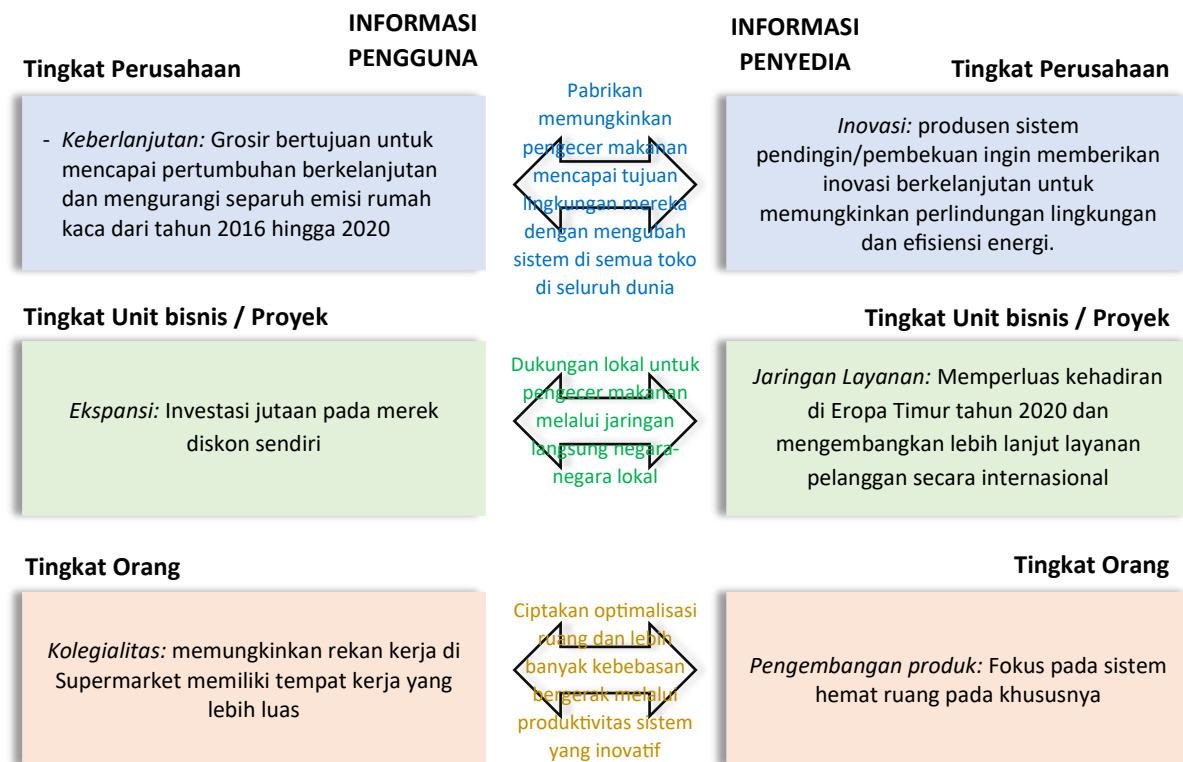 INFORMASI
PENGGUNA
INFORMASI
PENYEDIA
Tingkat Perusahaan
Tingkat Perusahaan
- Keberlanjutan: Grosir bertujuan untuk
mencapai pertumbuhan berkelanjutan
dan mengurangi separuh emisi rumah
kaca dari tahun 2016 hingga 2020
Pabrikan
memungkinkan
pengecer makanan
mencapai tujuan
lingkungan mereka
dengan mengubah
sistem di semua toko
di seluruh dunia
Inovasi: produsen sistem
pendingin/pembekuan ingin memberikan
inovasi berkelanjutan untuk
memungkinkan perlindungan lingkungan
dan efisiensi energi.
Tingkat Unit bisnis / Proyek
Tingkat Unit bisnis / Proyek
Ekspansi: Investasi jutaan pada merek
diskon sendiri
Dukungan lokal untuk
pengecer makanan
melalui jaringan
langsung negara-
negara lokal
Jaringan Layanan: Memperluas kehadiran
di Eropa Timur tahun 2020 dan
mengembangkan lebih lanjut layanan
pelanggan secara internasional
Tingkat Orang
Tingkat Orang
Kolegialitas: memungkinkan rekan kerja di
Supermarket memiliki tempat kerja yang
lebih luas
Ciptakan optimalisasi
ruang dan lebih
banyak kebebasan
bergerak melalui
produktivitas sistem
yang inovatif
Pengembangan produk: Fokus pada sistem
hemat ruang pada khususnya